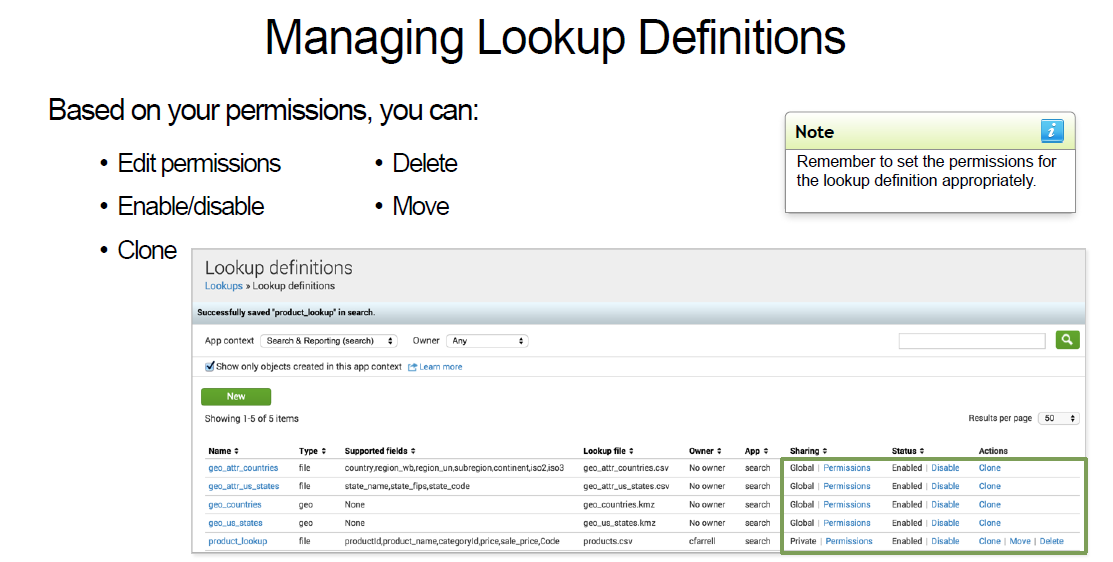 Managing Lookup Definitions
Based on your permissions, you can:
• Edit permissions
• Enable/disable
• Clone
• Delete
• Move
Note
Remember to set the permissions for
the lookup definition appropriately.
Lookup definitions
Lookups » Lookup definitions
Successfully saved "product_lookup" in search.
App context Search & Reporting (search) Owner Any
Show only objects created in this app context Learn more
New
Showing 1-5 of 5 items
Results per page 50
Name Type Supported fields Lookup file Owner App Sharing Status Actions
geo_attr_countries file country,region_wb,region_un,subregion,continent,iso2,iso3 geo_attr_countries.csv No owner search Global | Permissions Enabled | Disable Clone
geo_attr_us_states file state_name,state_fips,state_code geo_attr_us_states.csv No owner search Global | Permissions Enabled | Disable Clone
geo_countries geo None geo_countries.kmz No owner search Global | Permissions Enabled | Disable Clone
geo_us_states geo None geo_us_states.kmz No owner search Global | Permissions Enabled | Disable Clone
product_lookup file productId,product_name,categoryId,price,sale_price,Code products.csv cfarrell search Private | Permissions Enabled | Disable Clone | Move | Delete